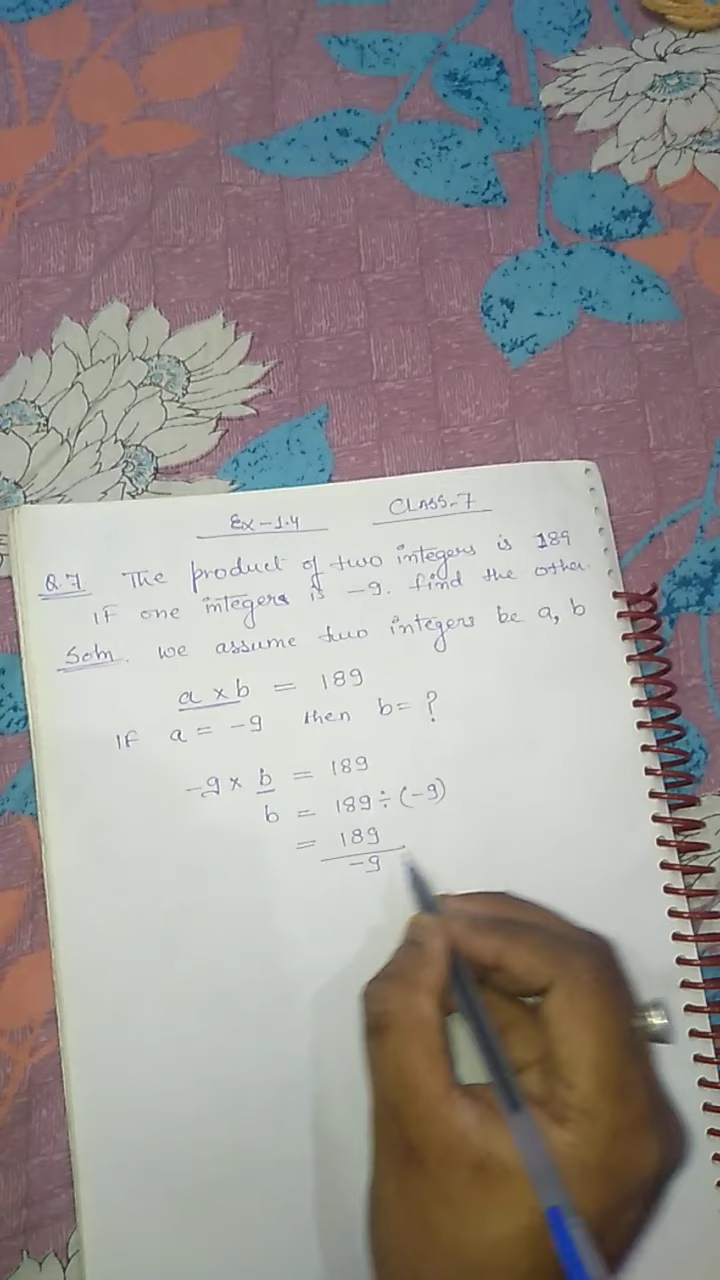 Ex-1.4 CLASS-7
Q.7. The product of two integers is 189
IF one integers is -9. find the other.
Soln. we assume two integers be a, b
a × b = 189
IF a = -9 then b = ?
-9 × b = 189
b = 189 ÷ (-9)
= 189
-9